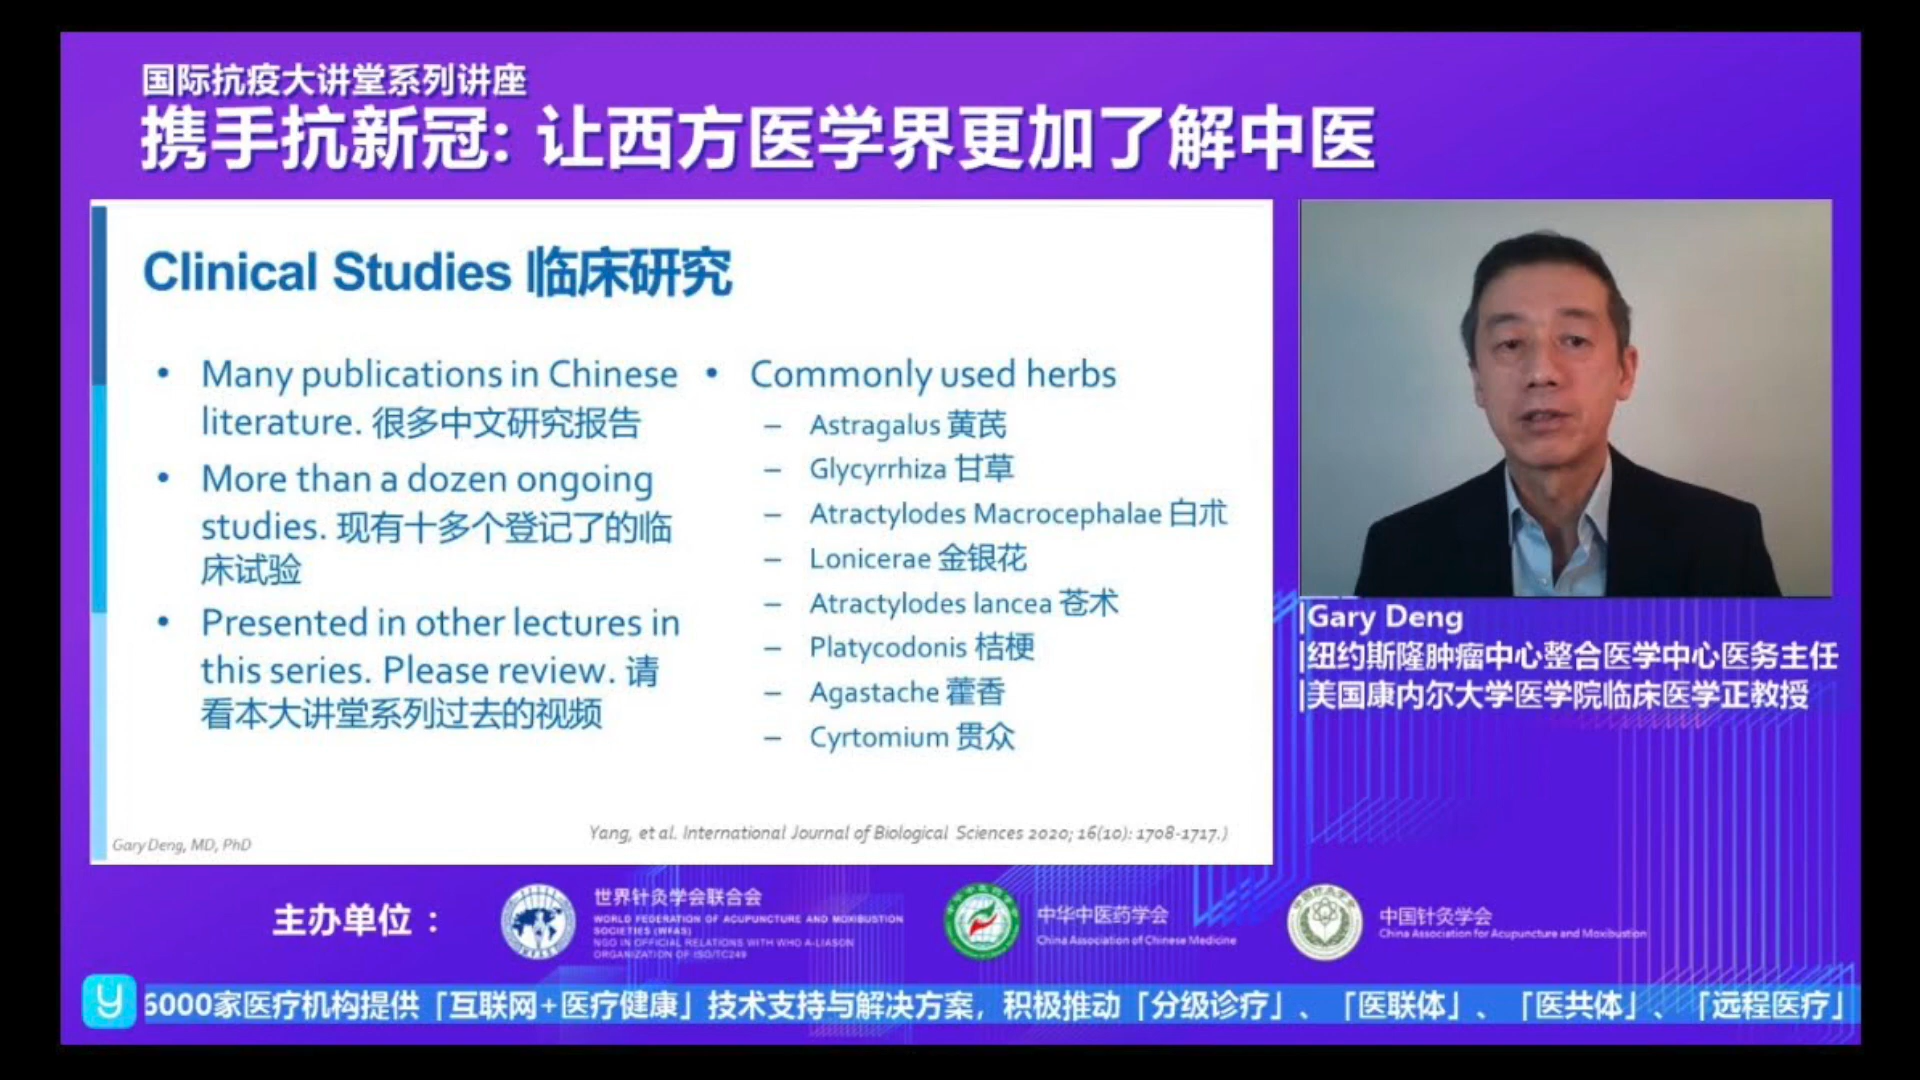 国际抗疫大讲堂系列讲座
携手抗新冠: 让西方医学界更加了解中医
Clinical Studies 临床研究
• Many publications in Chinese
literature. 很多中文研究报告
• More than a dozen ongoing
studies. 现有十多个登记了的临
床试验
• Presented in other lectures in
this series. Please review. 请
看本大讲堂系列过去的视频
• Commonly used herbs
– Astragalus 黄芪
– Glycyrrhiza 甘草
– Atractylodes Macrocephalae 白朮
– Lonicerae 金银花
– Atractylodes lancea 苍术
– Platycodonis 桔梗
– Agastache 藿香
– Cyrtomium 贯众
Yang, et al. International Journal of Biological Sciences 2020; 16(10): 1708-1717.)
Gary Deng, MD, PhD
|Gary Deng
|纽约斯隆肿瘤中心整合医学中心医务主任
|美国康内尔大学医学院临床医学正教授
主办单位：
世界针灸学会联合会
WORLD FEDERATION OF ACUPUNCTURE AND MOXIBUSTION
SOCIETIES (WFAS)
NGO IN OFFICIAL RELATIONS WITH WHO A-LIASON
ORGANIZATION OF ISO/TC249
中华中医药学会
China Association of Chinese Medicine
中国针灸学会
China Association for Acupuncture and Moxibustion
6000家医疗机构提供「互联网+医疗健康」技术支持与解决方案，积极推动「分级诊疗」、「医联体」、「医共体」、「远程医疗」